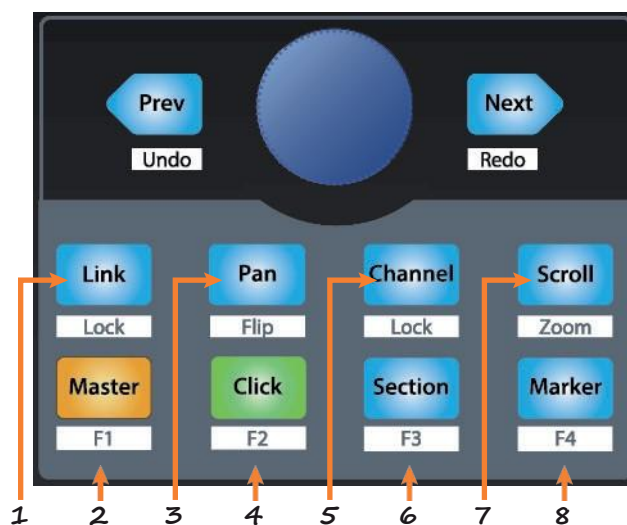 Prev Next
Undo Redo
Link Pan Channel Scroll
Lock Flip Lock Zoom
Master Click Section Marker
F1 F2 F3 F4
1 2 3 4 5 6 7 8